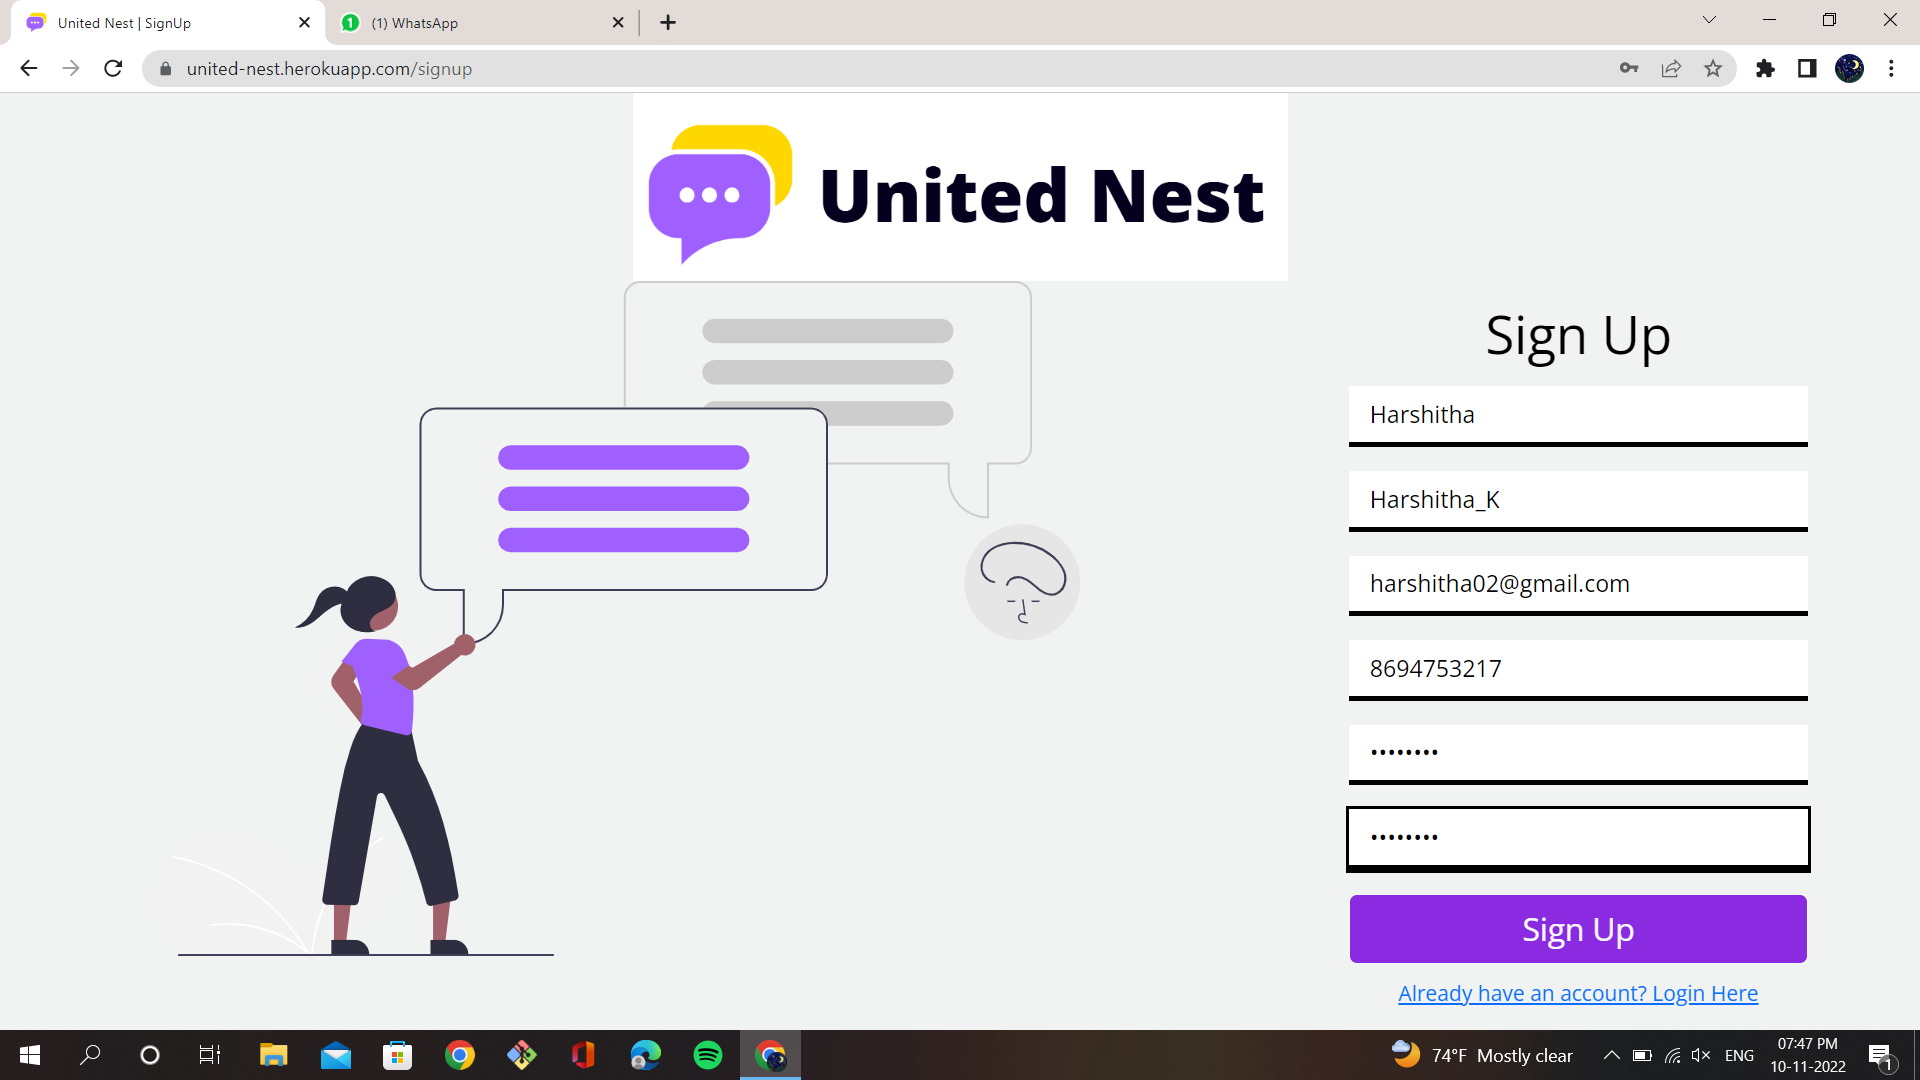 United Nest | SignUp
(1) WhatsApp
united-nest.herokuapp.com/signup
United Nest
Sign Up
Harshitha
Harshitha_K
harshitha02@gmail.com
8694753217
••••••••
••••••••
Sign Up
Already have an account? Login Here
74°F Mostly clear
ENG
07:47 PM
10-11-2022
1